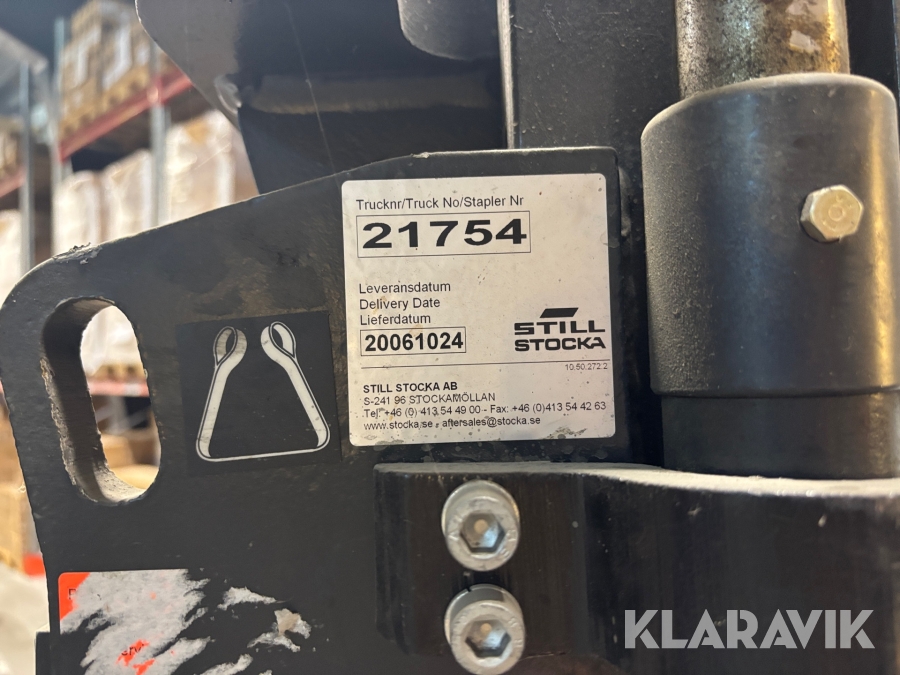 Trucknr/Truck No/Stapler Nr
21754
Leveransdatum
Delivery Date
Lieferdatum
20061024
STILL
STOCKA
10.50.272.2
STILL STOCKA AB
S-241 96 STOCKAMÖLLAN
Tel. +46 (0) 413 54 49 00 - Fax: +46 (0)413 54 42 63
www.stocka.se - aftersales@stocka.se
KLARAVIK